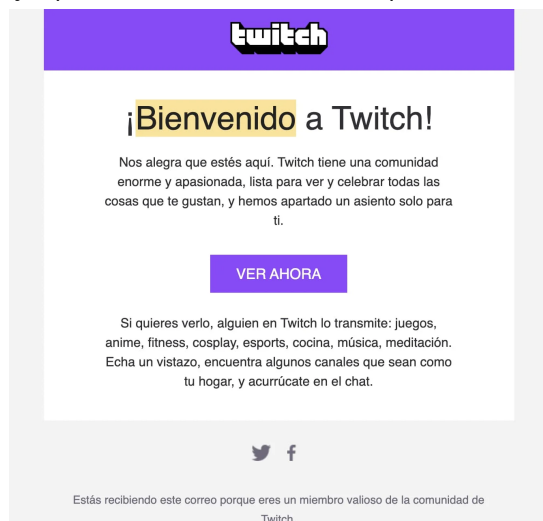 twitch
¡Bienvenido a Twitch!
Nos alegra que estés aquí. Twitch tiene una comunidad
enorme y apasionada, lista para ver y celebrar todas las
cosas que te gustan, y hemos apartado un asiento solo para
ti.
VER AHORA
Si quieres verlo, alguien en Twitch lo transmite: juegos,
anime, fitness, cosplay, esports, cocina, música, meditación.
Echa un vistazo, encuentra algunos canales que sean como
tu hogar, y acurrúcate en el chat.
Estás recibiendo este correo porque eres un miembro valioso de la comunidad de
Twitch